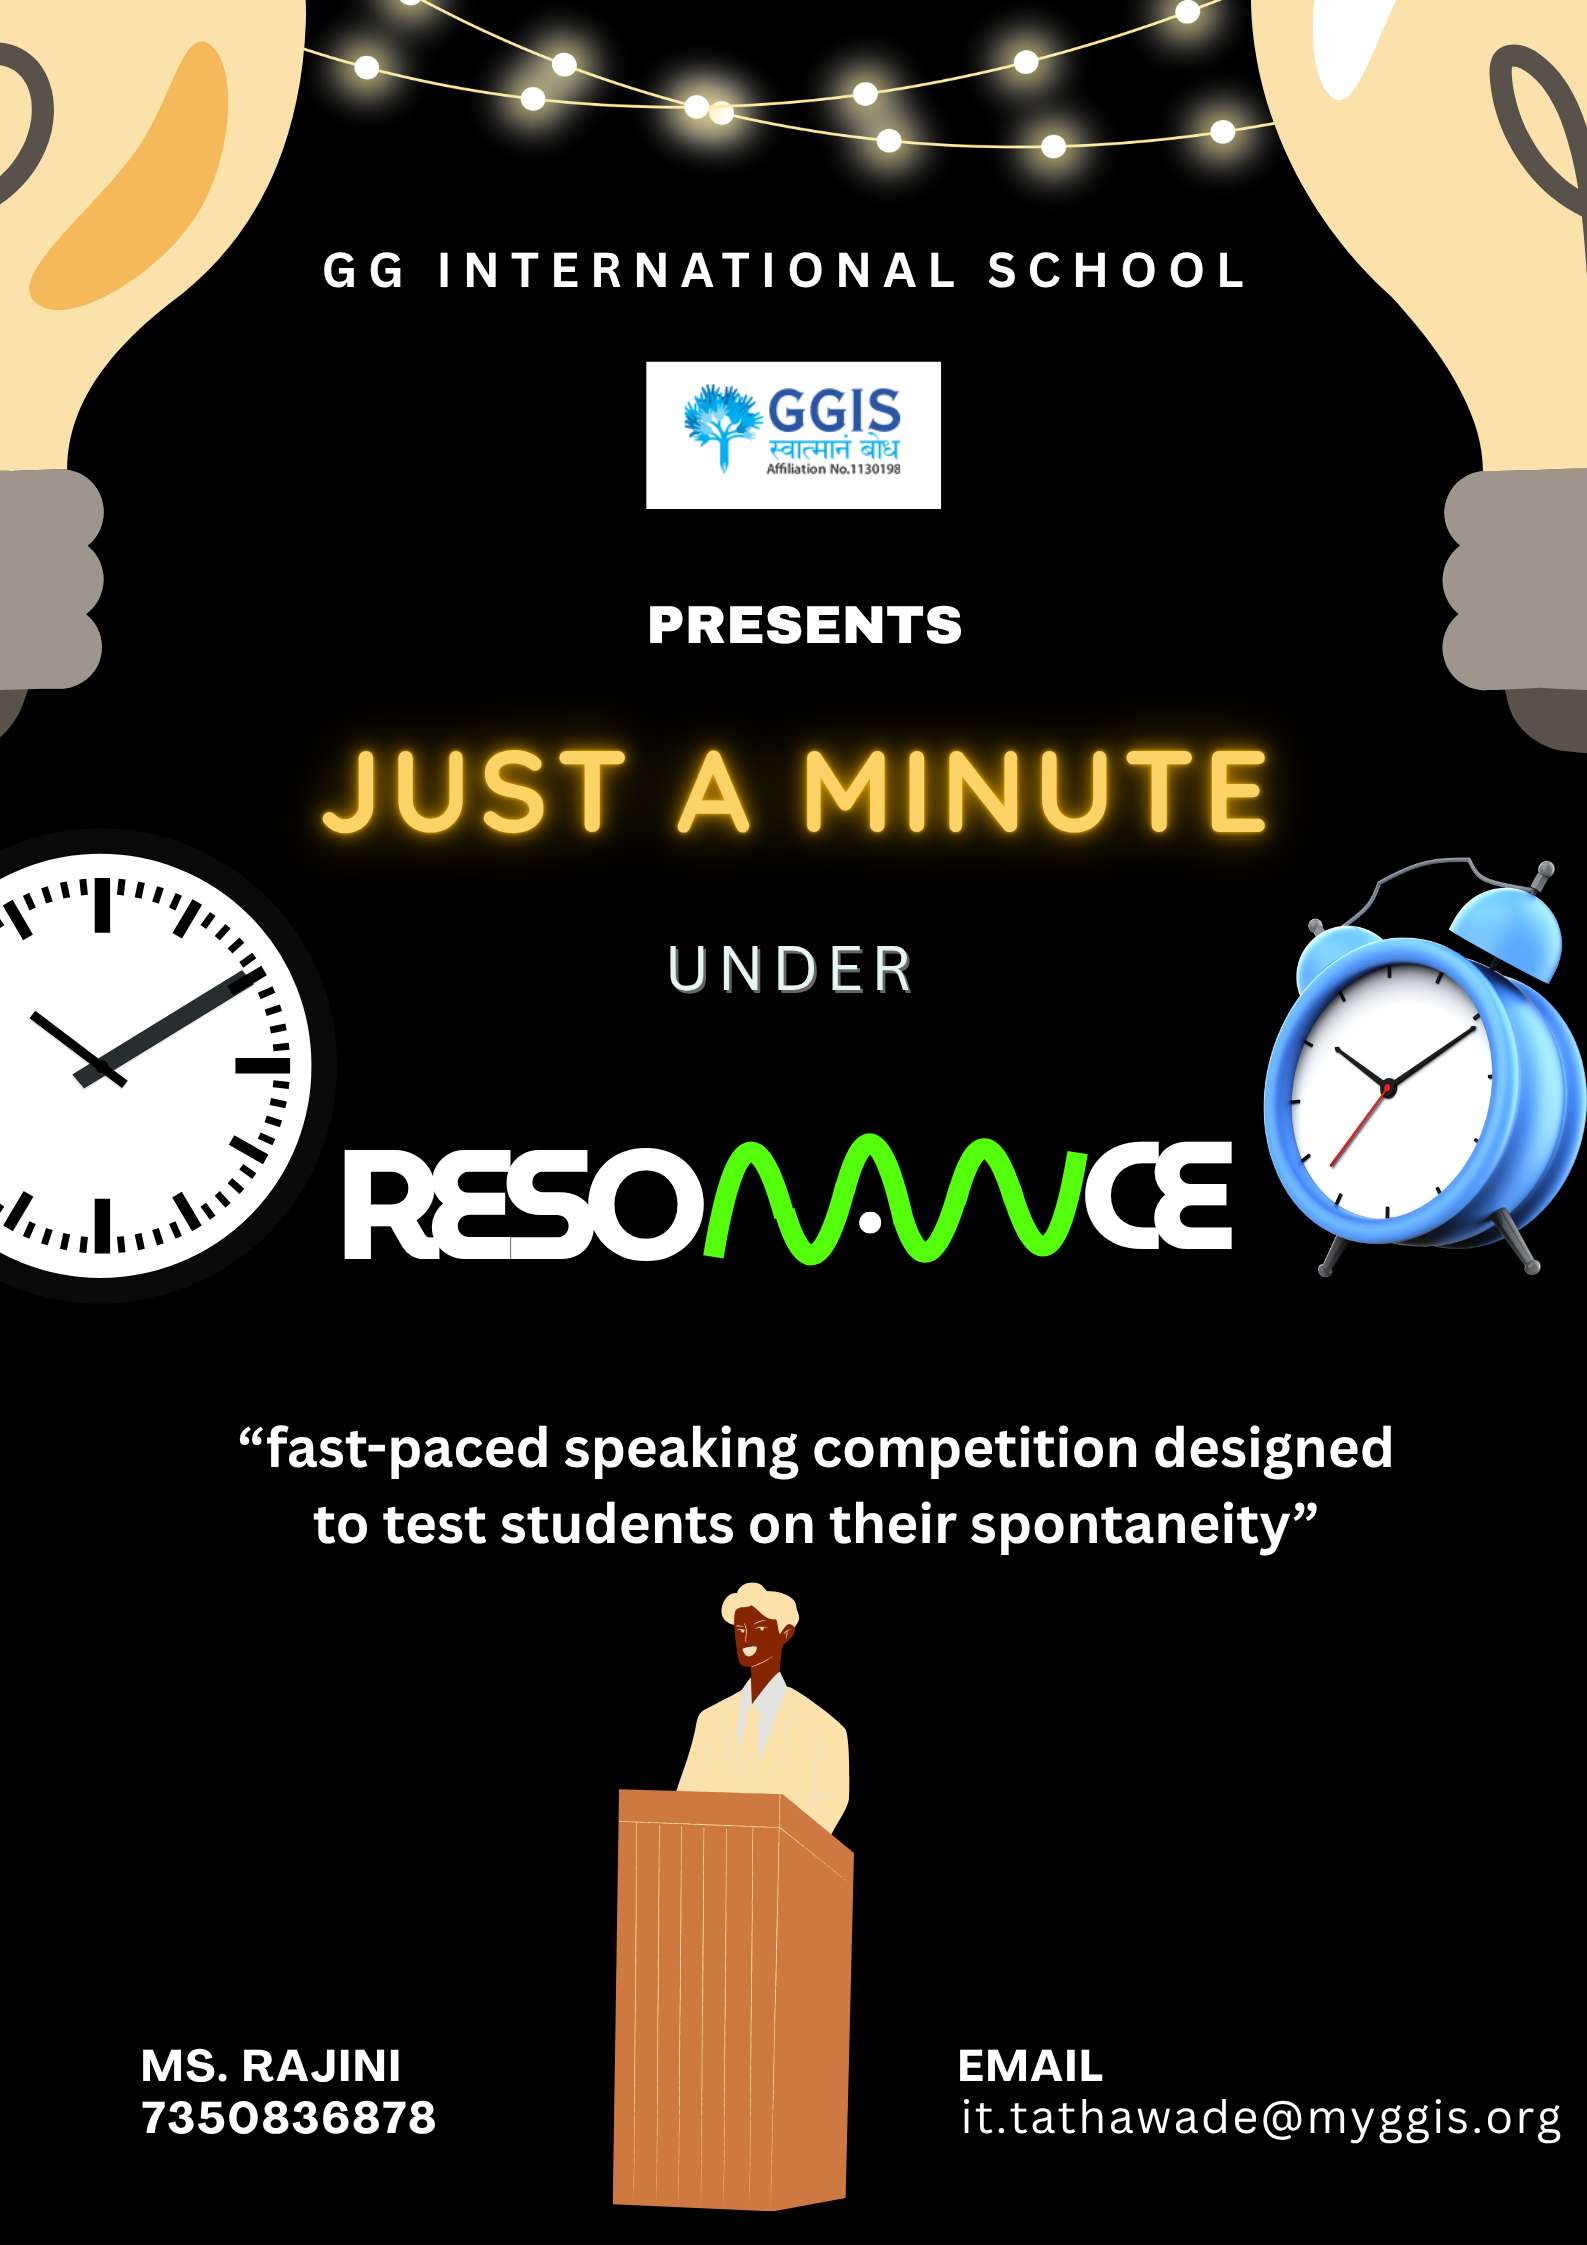 GG INTERNATIONAL SCHOOL
GGIS
स्वात्मानं बोध
Affiliation No.1130198
PRESENTS
JUST A MINUTE
UNDER
RESONANCE
“fast-paced speaking competition designed
to test students on their spontaneity”
MS. RAJINI
7350836878
EMAIL
it.tathawade@myggis.org